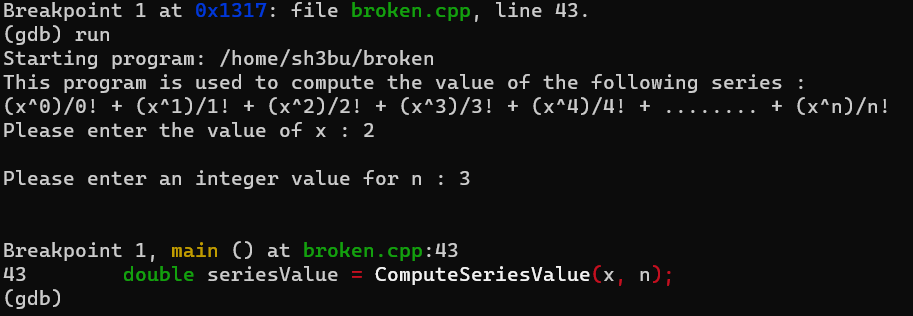 Breakpoint 1 at 0x1317: file broken.cpp, line 43.
(gdb) run
Starting program: /home/sh3bu/broken
This program is used to compute the value of the following series :
(x^0)/0! + (x^1)/1! + (x^2)/2! + (x^3)/3! + (x^4)/4! + ........ + (x^n)/n!
Please enter the value of x : 2
Please enter an integer value for n : 3
Breakpoint 1, main () at broken.cpp:43
43        double seriesValue = ComputeSeriesValue(x, n);
(gdb)